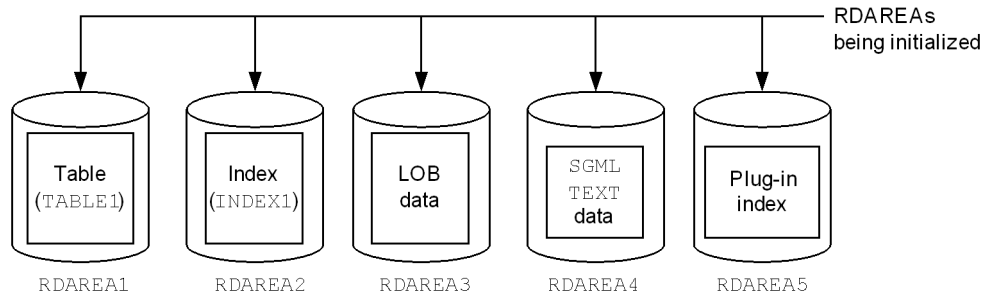 RDAREAs
being initialized
Table
(TABLE1)
Index
(INDEX1)
LOB
data
SGML
TEXT
data
Plug-in
index
RDAREA1
RDAREA2
RDAREA3
RDAREA4
RDAREA5